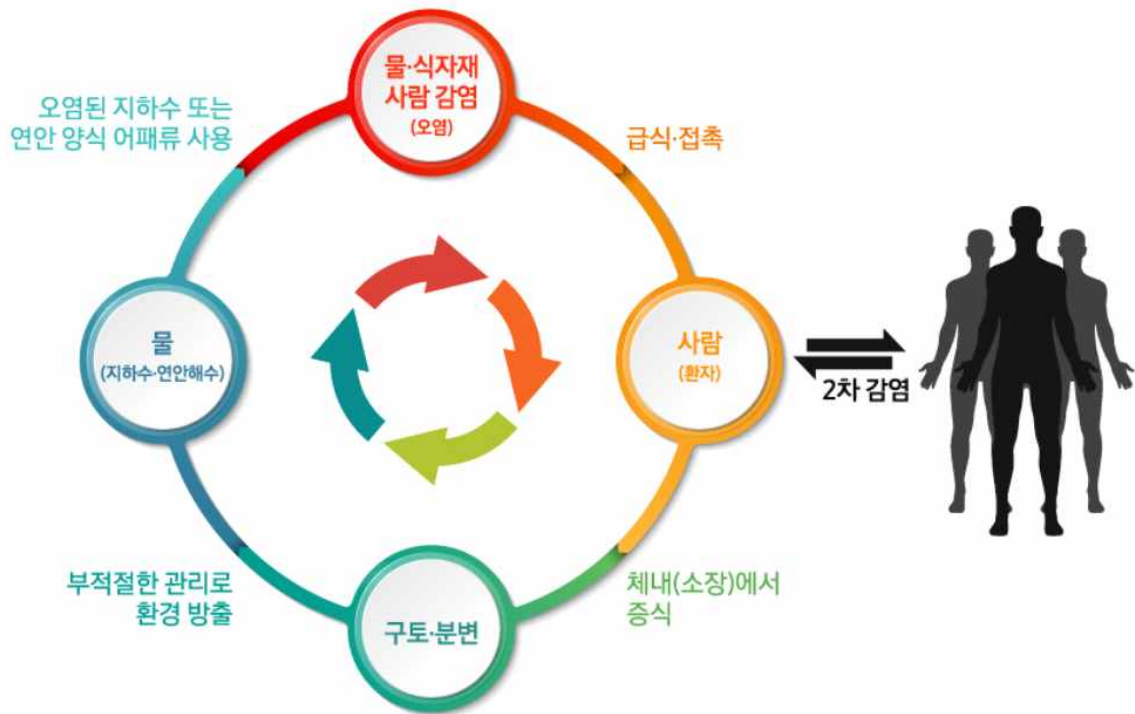 물·식자재
사람 감염
(오염)
오염된 지하수 또는
연안 양식 어패류 사용
급식·접촉
물
(지하수·연안해수)
사람
(환자)
2차 감염
부적절한 관리로
환경 방출
체내(소장)에서
증식
구토·분변